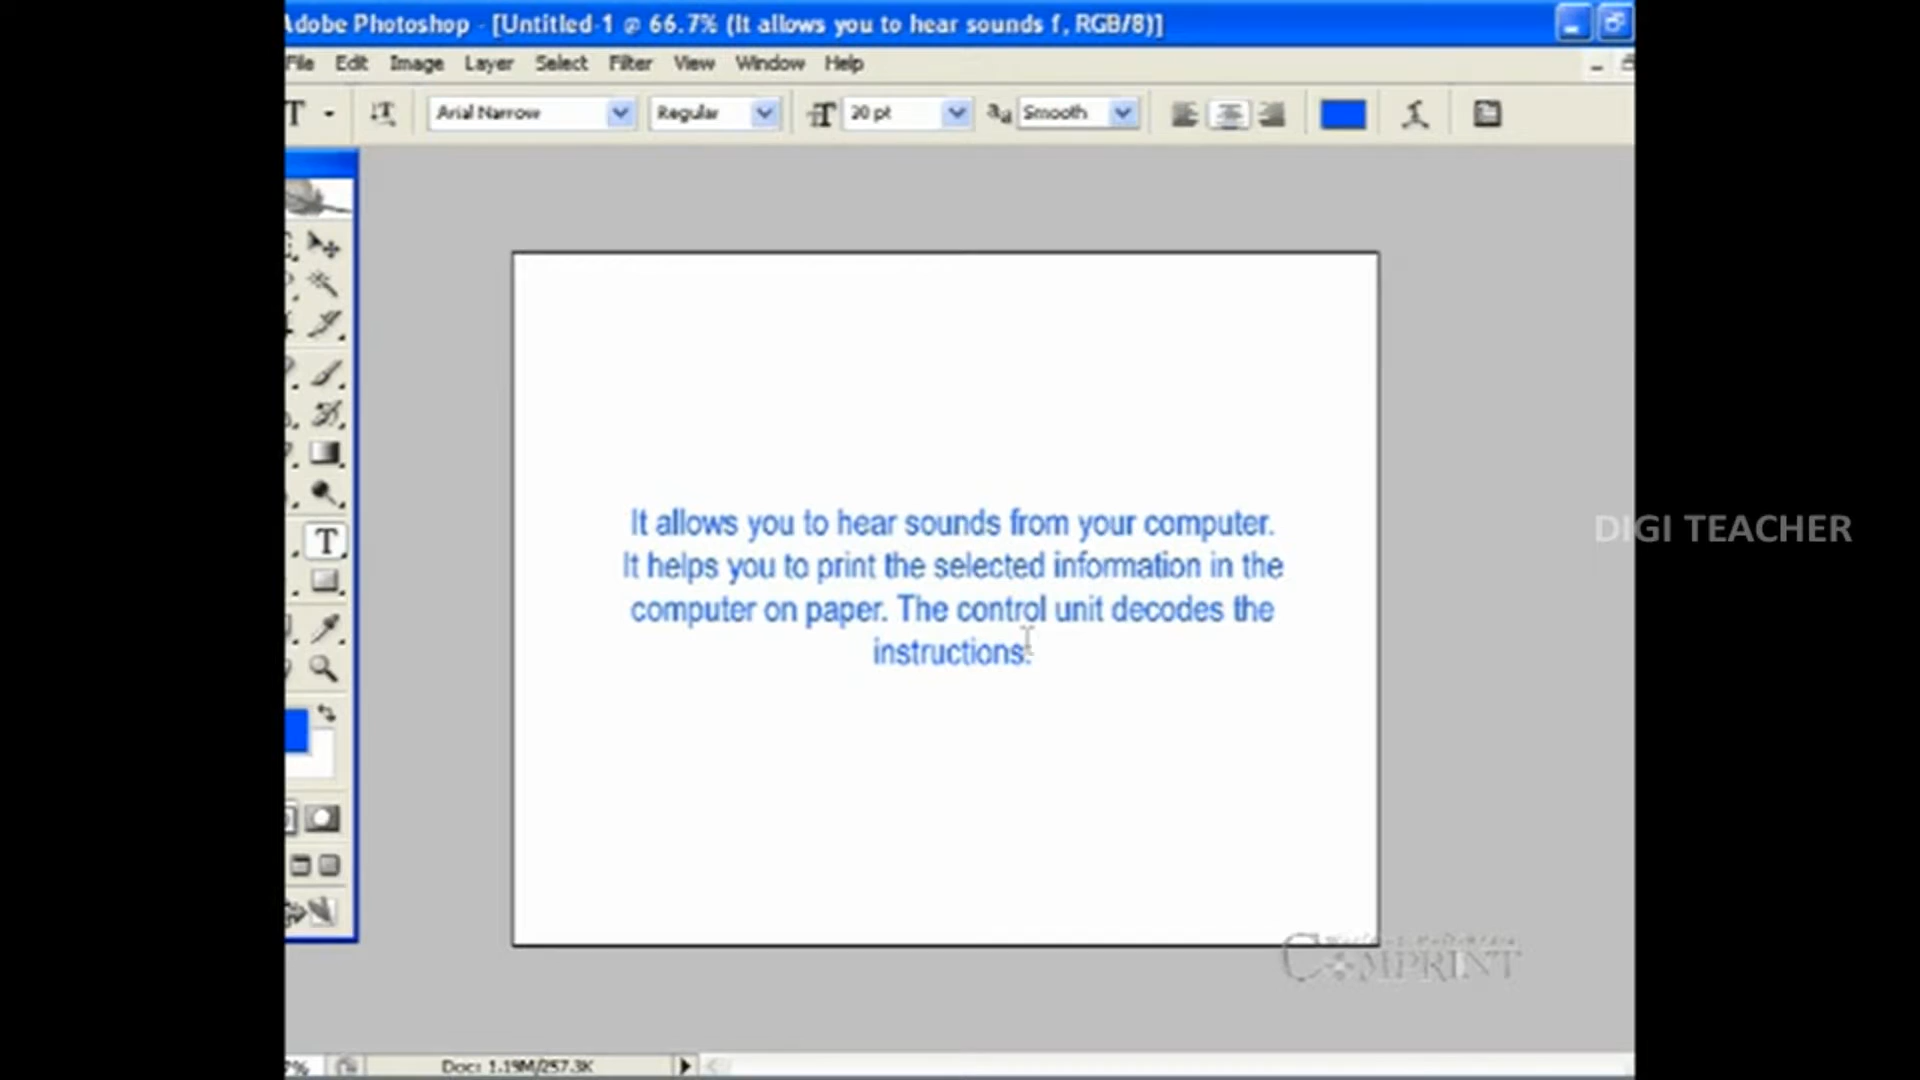 Adobe Photoshop - [Untitled-1 @ 66.7% (It allows you to hear sounds f, RGB/8)]
File Edit Image Layer Select Filter View Window Help
T Arial Narrow Regular T 20 pt aa Smooth
T
It allows you to hear sounds from your computer.
It helps you to print the selected information in the
computer on paper. The control unit decodes the
instructions.
DIGI TEACHER
COMPRINT
Doc: 1.19M/257.3K